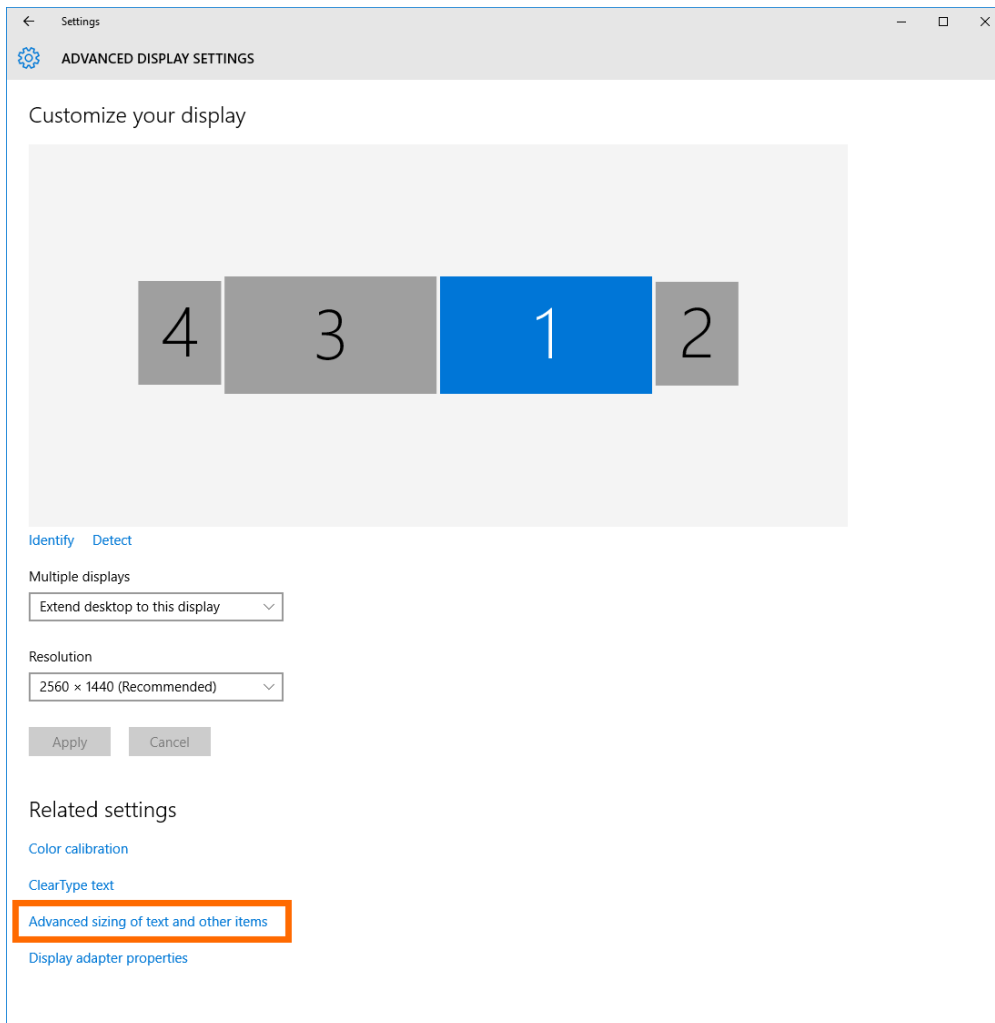 Settings
ADVANCED DISPLAY SETTINGS
Customize your display
4 3 1 2
Identify Detect
Multiple displays
Extend desktop to this display
Resolution
2560 × 1440 (Recommended)
Apply Cancel
Related settings
Color calibration
ClearType text
Advanced sizing of text and other items
Display adapter properties